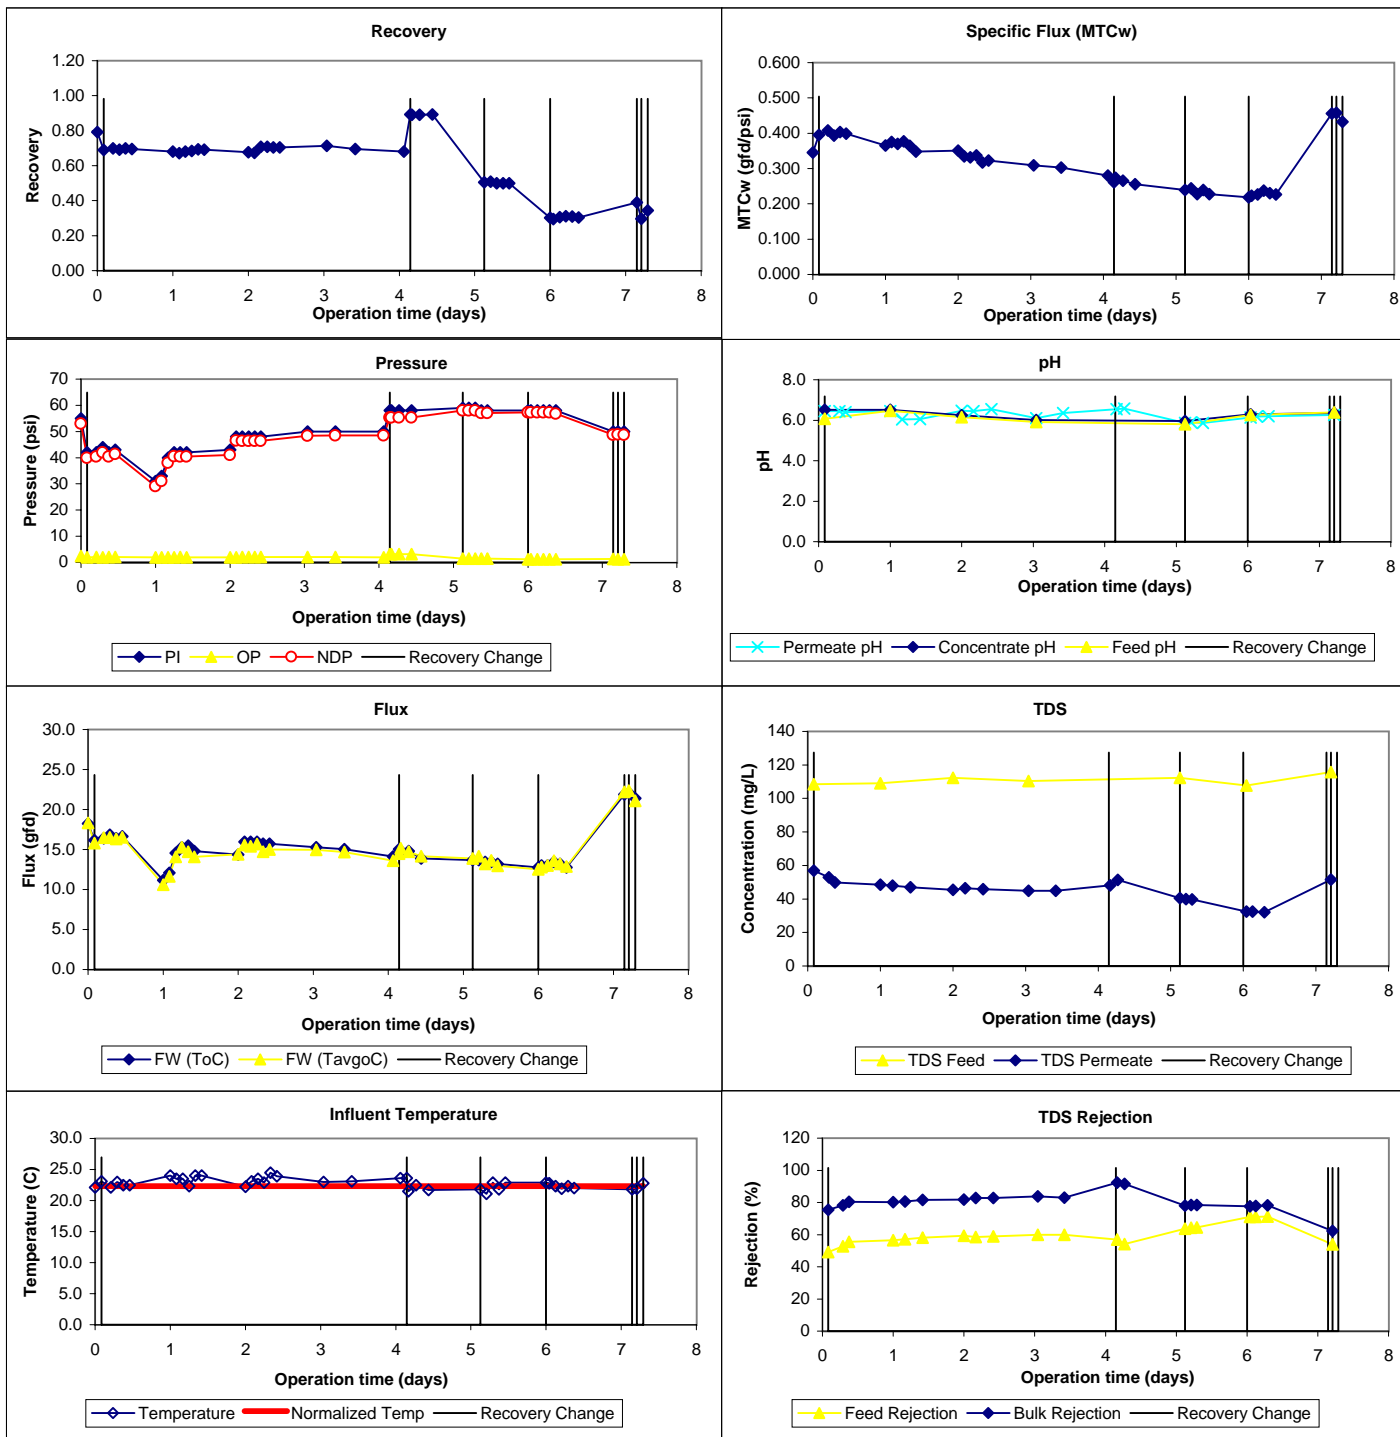 Recovery
1.20
1.00
0.80
0.60
0.40
0.20
0.00
Recovery
0 1 2 3 4 5 6 7 8
Operation time (days)
Specific Flux (MTCw)
0.600
0.500
0.400
0.300
0.200
0.100
0.000
MTCw (gfd/psi)
0 1 2 3 4 5 6 7 8
Operation time (days)
Pressure
70
60
50
40
30
20
10
0
Pressure (psi)
0 1 2 3 4 5 6 7 8
Operation time (days)
PI OP NDP Recovery Change
pH
8.0
6.0
4.0
2.0
0.0
pH
0 1 2 3 4 5 6 7 8
Operation time (days)
Permeate pH Concentrate pH Feed pH Recovery Change
Flux
30.0
25.0
20.0
15.0
10.0
5.0
0.0
Flux (gfd)
0 1 2 3 4 5 6 7 8
Operation time (days)
FW (ToC) FW (TavgoC) Recovery Change
TDS
140
120
100
80
60
40
20
0
Concentration (mg/L)
0 1 2 3 4 5 6 7 8
Operation time (days)
TDS Feed TDS Permeate Recovery Change
Influent Temperature
30.0
25.0
20.0
15.0
10.0
5.0
0.0
Temperature (C)
0 1 2 3 4 5 6 7 8
Operation time (days)
Temperature Normalized Temp Recovery Change
TDS Rejection
120
100
80
60
40
20
0
Rejection (%)
0 1 2 3 4 5 6 7 8
Operation time (days)
Feed Rejection Bulk Rejection Recovery Change